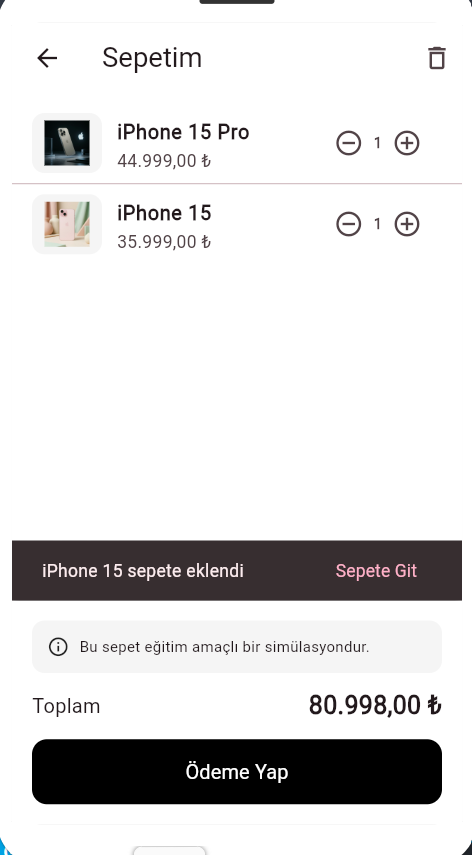 Sepetim
iPhone 15 Pro
44.999,00 ₺
1
iPhone 15
35.999,00 ₺
1
iPhone 15 sepete eklendi Sepete Git
Bu sepet eğitim amaçlı bir simülasyondur.
Toplam 80.998,00 ₺
Ödeme Yap